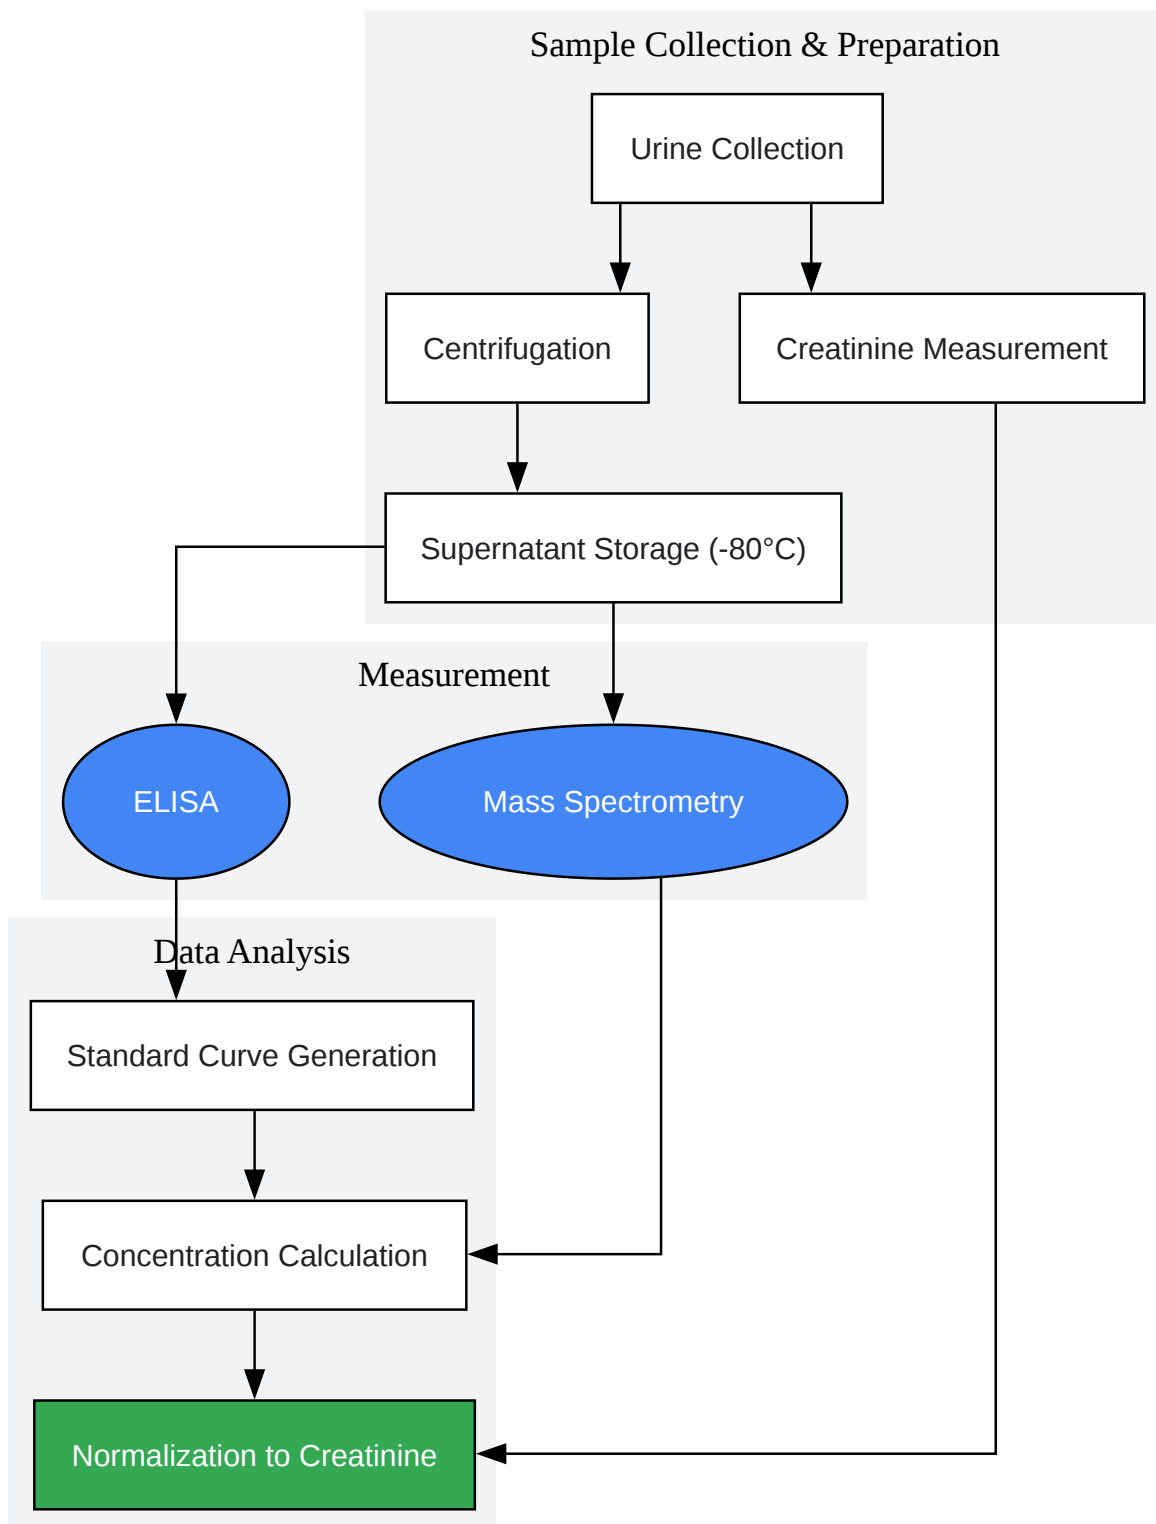 Sample Collection & Preparation
Urine Collection
Centrifugation
Creatinine Measurement
Supernatant Storage (-80°C)
Measurement
ELISA
Mass Spectrometry
Data Analysis
Standard Curve Generation
Concentration Calculation
Normalization to Creatinine